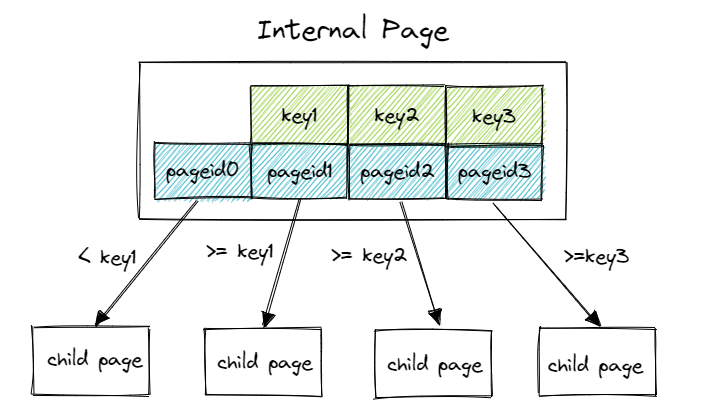 Internal Page
key1 key2 key3
pageid0 pageid1 pageid2 pageid3
< key1 >= key1 >= key2 >=key3
child page child page child page child page